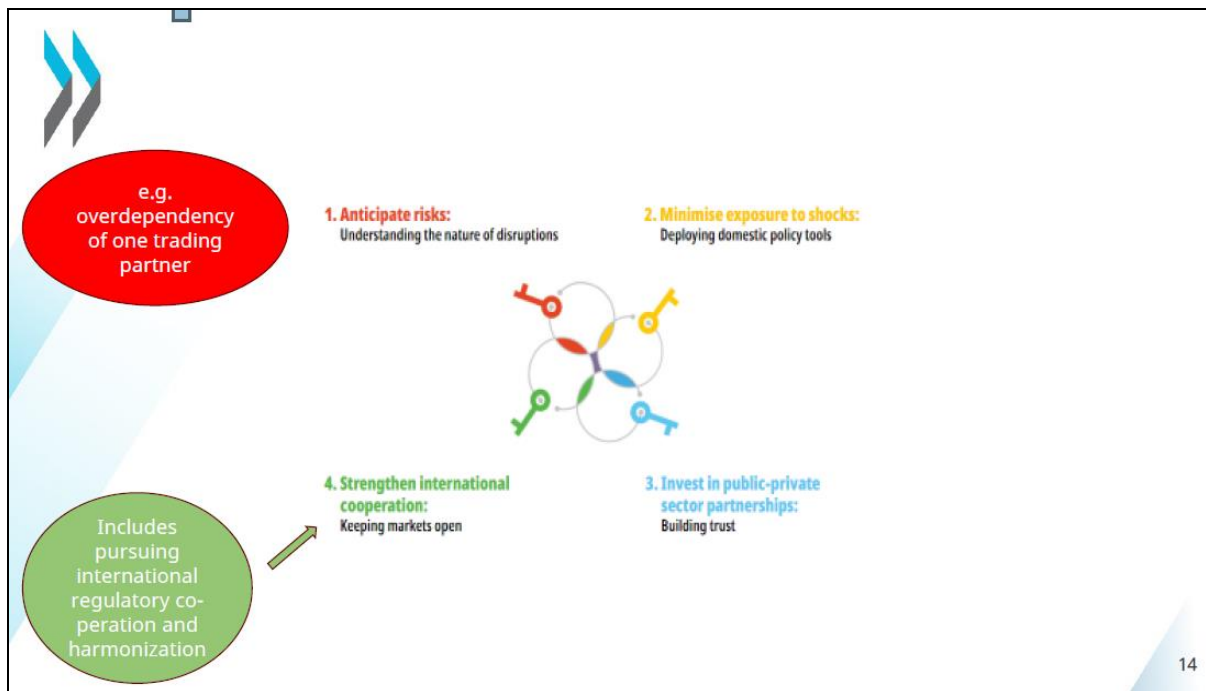 e.g.
overdependency
of one trading
partner
1. Anticipate risks:
Understanding the nature of disruptions
2. Minimise exposure to shocks:
Deploying domestic policy tools
4. Strengthen international
cooperation:
Keeping markets open
3. Invest in public-private
sector partnerships:
Building trust
Includes
pursuing
international
regulatory co-
peration and
harmonization
14